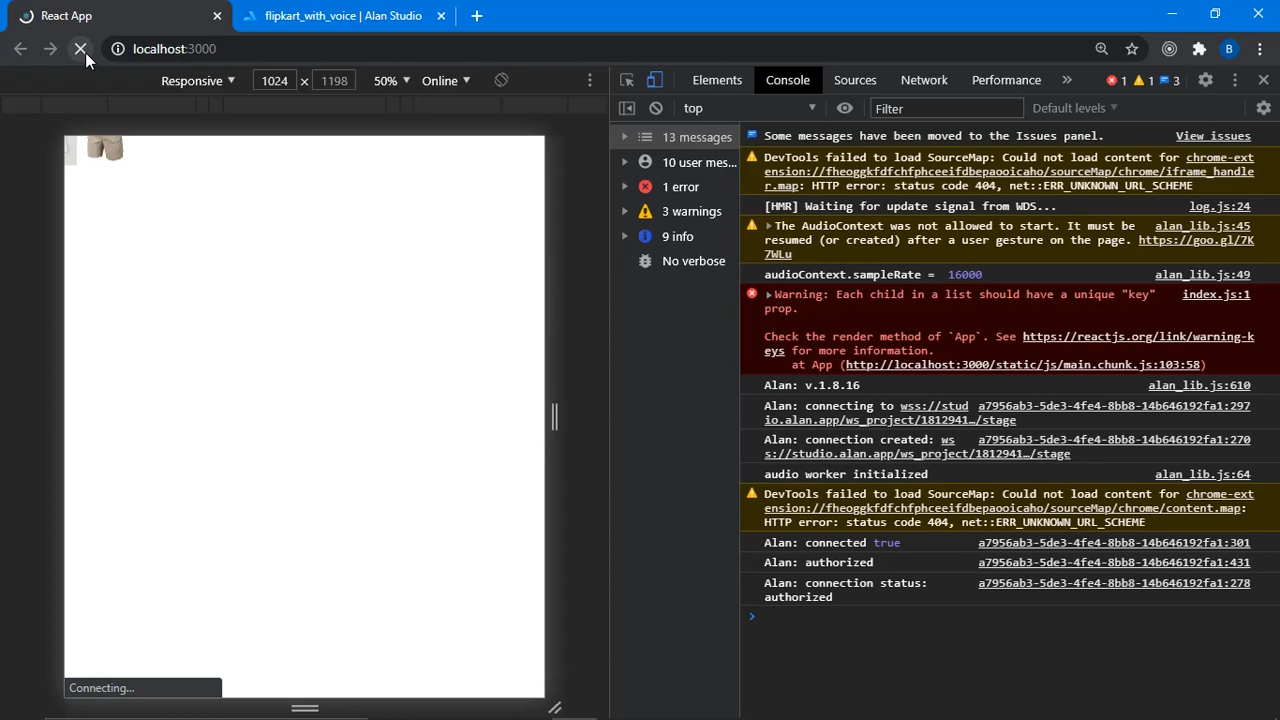 React App
flipkart_with_voice | Alan Studio
localhost:3000
B
Responsive
1024 × 1198
50%
Online
Elements
Console
Sources
Network
Performance
1
1
3
top
Filter
Default levels
13 messages
10 user mes...
1 error
3 warnings
9 info
No verbose
Some messages have been moved to the Issues panel.
View issues
DevTools failed to load SourceMap: Could not load content for chrome-ext
ension://fheoggkfdfchfphceeifdbepaooicaho/sourceMap/chrome/iframe_handle
r.map: HTTP error: status code 404, net::ERR_UNKNOWN_URL_SCHEME
[HMR] Waiting for update signal from WDS...
log.js:24
The AudioContext was not allowed to start. It must be
alan_lib.js:45
resumed (or created) after a user gesture on the page. https://goo.gl/7K
7WLu
audioContext.sampleRate = 16000
alan_lib.js:49
Warning: Each child in a list should have a unique "key"
index.js:1
prop.
Check the render method of `App`. See https://reactjs.org/link/warning-k
eys for more information.
at App (http://localhost:3000/static/js/main.chunk.js:103:58)
Alan: v.1.8.16
alan_lib.js:610
Alan: connecting to wss://stud
a7956ab3-5de3-4fe4-8bb8-14b646192fa1:297
io.alan.app/ws_project/1812941…/stage
Alan: connection created: ws
a7956ab3-5de3-4fe4-8bb8-14b646192fa1:270
s://studio.alan.app/ws_project/1812941…/stage
audio worker initialized
alan_lib.js:64
DevTools failed to load SourceMap: Could not load content for chrome-ext
ension://fheoggkfdfchfphceeifdbepaooicaho/sourceMap/chrome/content.map:
HTTP error: status code 404, net::ERR_UNKNOWN_URL_SCHEME
Alan: connected true
a7956ab3-5de3-4fe4-8bb8-14b646192fa1:301
Alan: authorized
a7956ab3-5de3-4fe4-8bb8-14b646192fa1:431
Alan: connection status:
a7956ab3-5de3-4fe4-8bb8-14b646192fa1:278
authorized
Connecting...